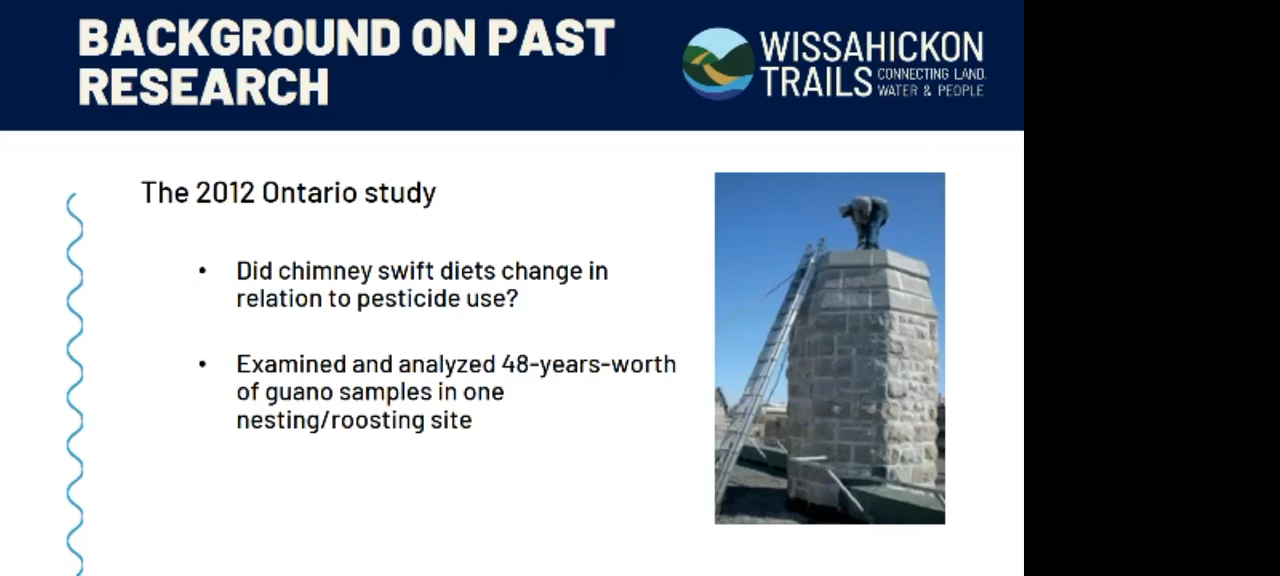 BACKGROUND ON PAST
RESEARCH
WISSAHICKON
TRAILS CONNECTING LAND,
WATER & PEOPLE
The 2012 Ontario study
• Did chimney swift diets change in
relation to pesticide use?
• Examined and analyzed 48-years-worth
of guano samples in one
nesting/roosting site